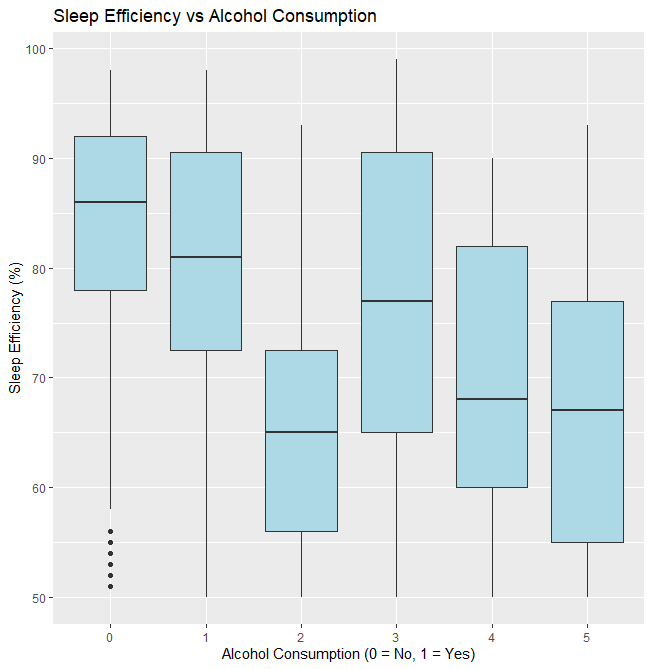 Sleep Efficiency vs Alcohol Consumption
Sleep Efficiency (%)
100
90
80
70
60
50
0 1 2 3 4 5
Alcohol Consumption (0 = No, 1 = Yes)